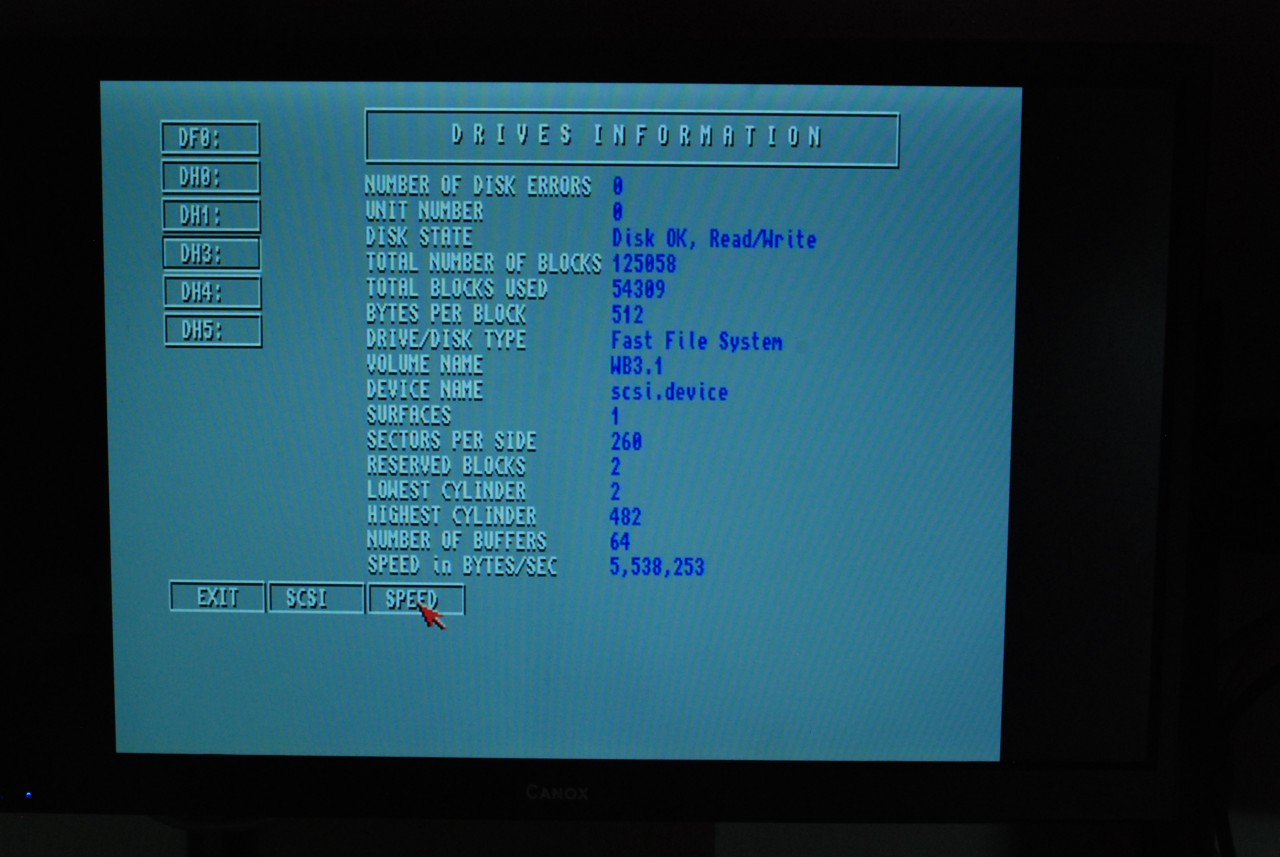 DRIVES INFORMATION
DF0:
DH0:
DH1:
DH3:
DH4:
DH5:
NUMBER OF DISK ERRORS 0
UNIT NUMBER 0
DISK STATE Disk OK, Read/Write
TOTAL NUMBER OF BLOCKS 125058
TOTAL BLOCKS USED 54309
BYTES PER BLOCK 512
DRIVE/DISK TYPE Fast File System
VOLUME NAME WB3.1
DEVICE NAME scsi.device
SURFACES 1
SECTORS PER SIDE 260
RESERVED BLOCKS 2
LOWEST CYLINDER 2
HIGHEST CYLINDER 482
NUMBER OF BUFFERS 64
SPEED in BYTES/SEC 5,538,253
EXIT SCSI SPEED
CANOX